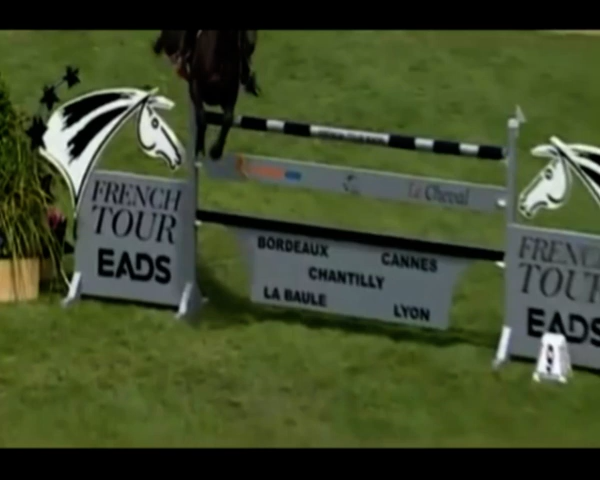 FRENCH
TOUR
EADS
Le Cheval
BORDEAUX CANNES
CHANTILLY
LA BAULE LYON
FRENCH
TOUR
EADS